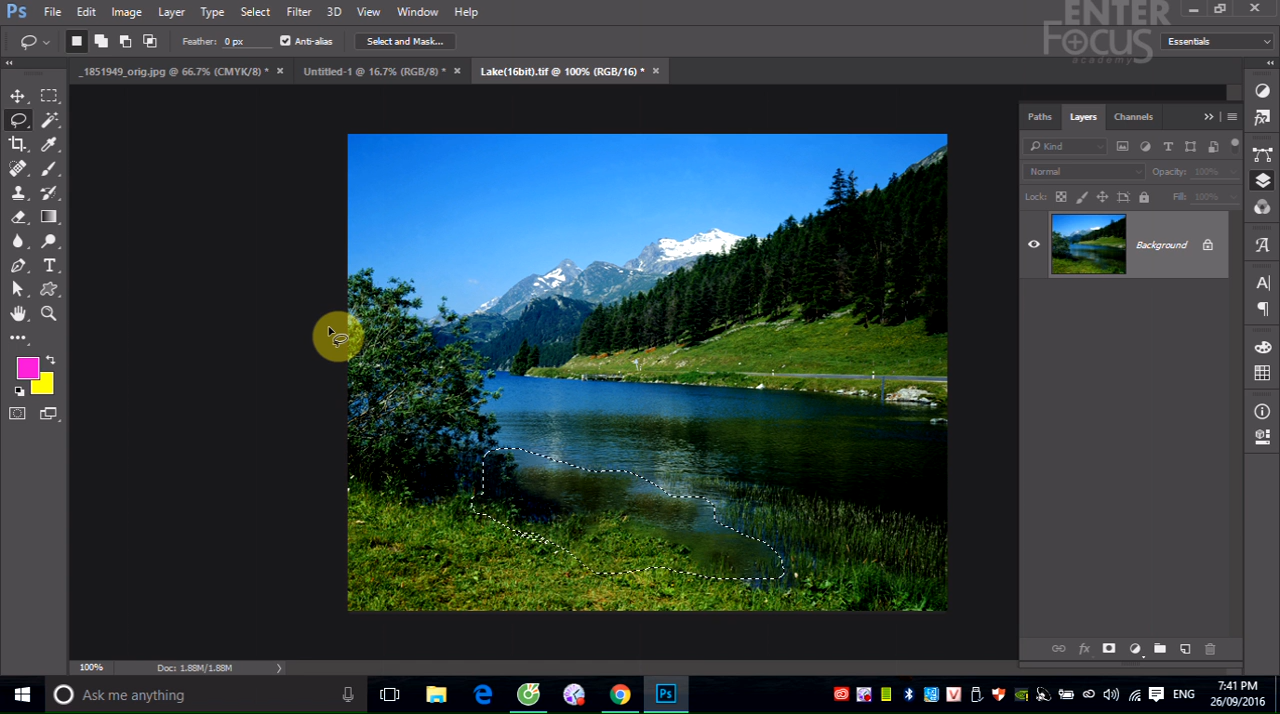 Ps File Edit Image Layer Type Select Filter 3D View Window Help
ENTER
FOCUS
academy
Feather: 0 px Anti-alias Select and Mask... Essentials
_1851949_orig.jpg @ 66.7% (CMYK/8) * × Untitled-1 @ 16.7% (RGB/8) * × Lake(16bit).tif @ 100% (RGB/16) * ×
Paths Layers Channels
Kind
Normal Opacity: 100%
Lock: Fill: 100%
Background
100% Doc: 1.88M/1.88M
Ask me anything
Ps
ENG
7:41 PM
26/09/2016